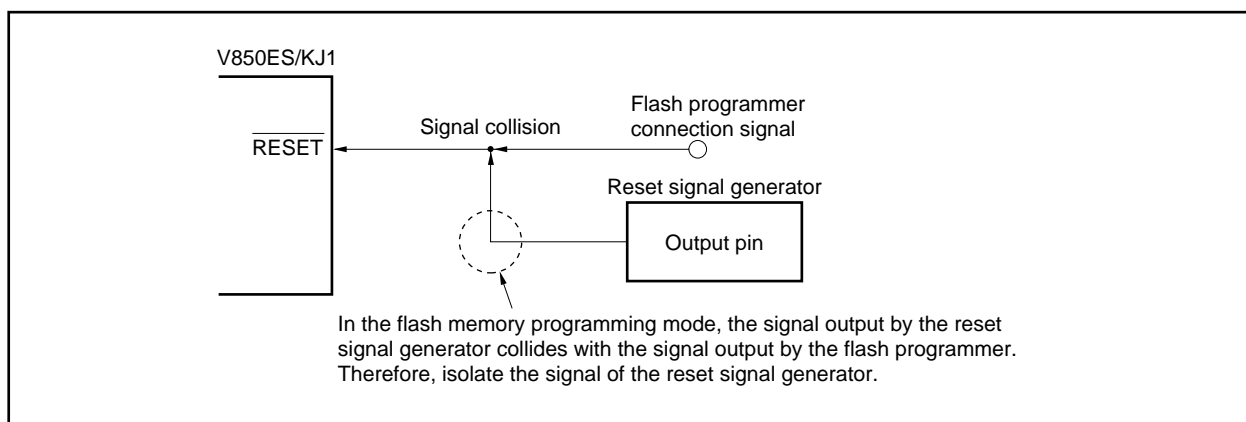 V850ES/KJ1
Flash programmer
connection signal
Signal collision
RESET
Reset signal generator
Output pin
In the flash memory programming mode, the signal output by the reset
signal generator collides with the signal output by the flash programmer.
Therefore, isolate the signal of the reset signal generator.